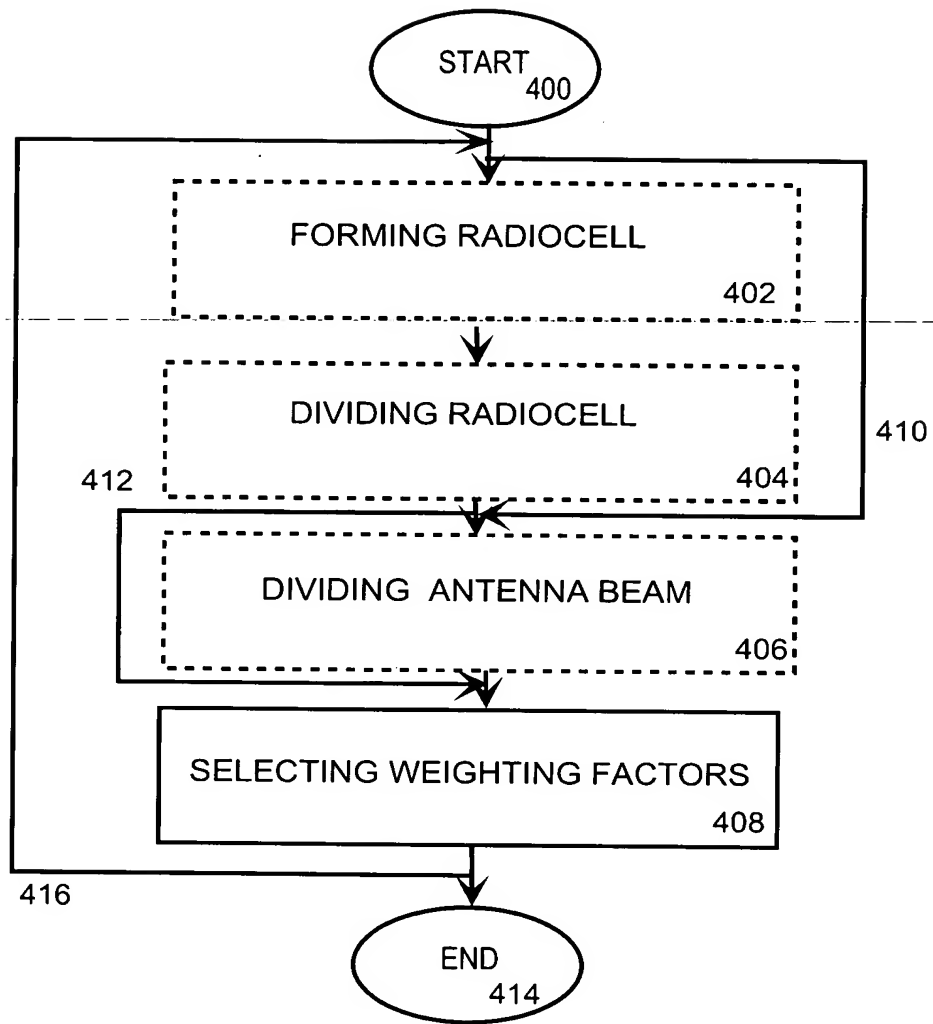 START
400
FORMING RADIOCELL
402
DIVIDING RADIOCELL
404
410
412
DIVIDING ANTENNA BEAM
406
SELECTING WEIGHTING FACTORS
408
416
END
414